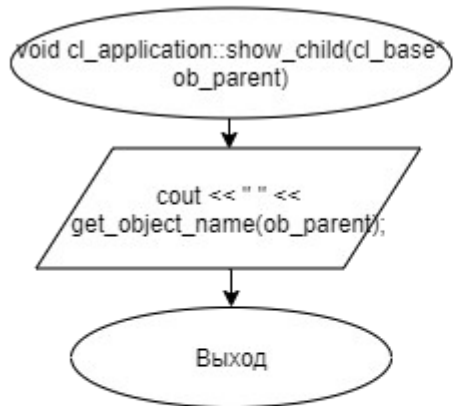 void cl_application::show_child(cl_base*
ob_parent)
cout << " " <<
get_object_name(ob_parent);
Выход